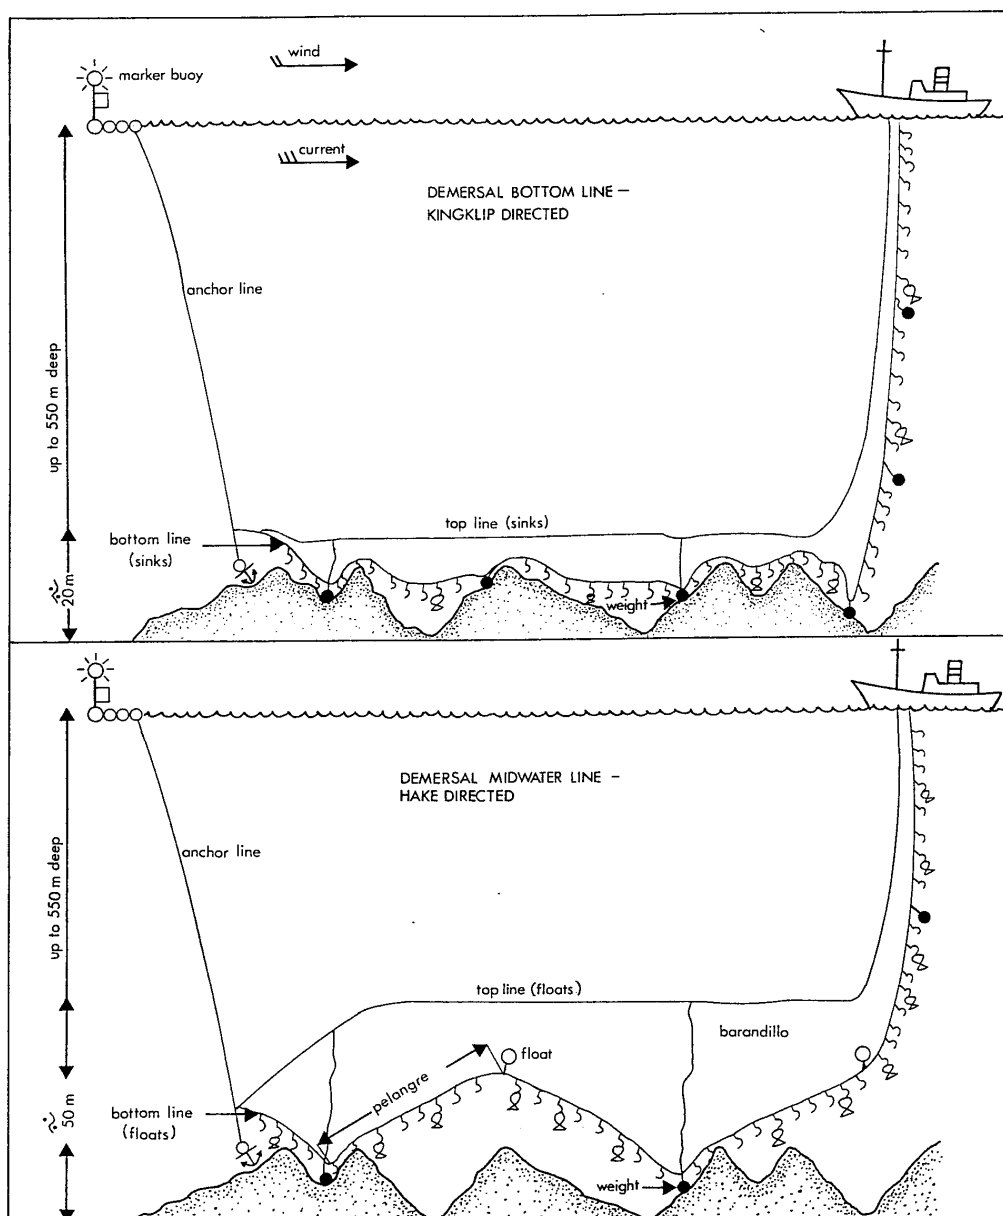 wind
marker buoy
current
DEMERSAL BOTTOM LINE –
KINGKLIP DIRECTED
anchor line
up to 550 m deep
top line (sinks)
bottom line
(sinks)
weight
20m
DEMERSAL MIDWATER LINE –
HAKE DIRECTED
anchor line
up to 550 m deep
top line (floats)
barandillo
float
pelangre
bottom line
(floats)
50 m
weight